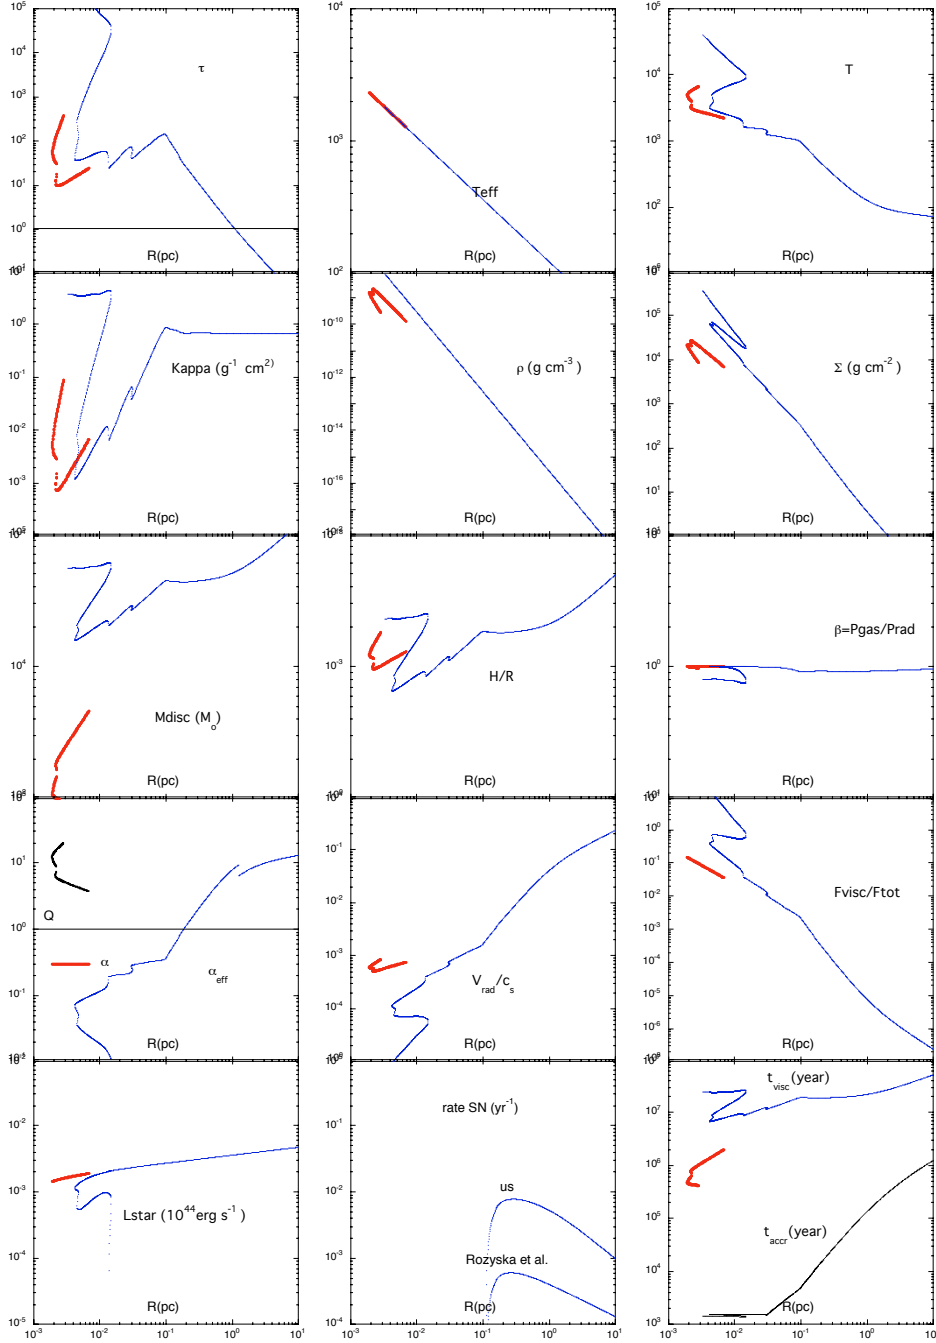 10⁵ 10⁴ 10³ 10² 10¹ 10⁰
τ
R(pc)
10⁴ 10³ 10²
Teff
R(pc)
10⁵ 10⁴ 10³ 10²
T
R(pc)
10⁰ 10⁻¹ 10⁻² 10⁻³
Kappa (g⁻¹ cm²)
R(pc)
10⁻¹⁰ 10⁻¹² 10⁻¹⁴ 10⁻¹⁶
ρ (g cm⁻³)
R(pc)
10⁵ 10⁴ 10³ 10² 10¹
Σ (g cm⁻²)
R(pc)
10⁴
Mdisc (Mₒ)
R(pc)
10⁻³
H/R
R(pc)
10⁰
β=Pgas/Prad
R(pc)
10¹ 10⁰ 10⁻¹
Q
α
α_eff
R(pc)
10⁻¹ 10⁻² 10⁻³ 10⁻⁴
V_rad/c_s
R(pc)
10⁰ 10⁻¹ 10⁻² 10⁻³ 10⁻⁴ 10⁻⁵ 10⁻⁶
Fvisc/Ftot
R(pc)
10⁻¹ 10⁻² 10⁻³ 10⁻⁴ 10⁻⁵
Lstar (10⁴⁴erg s⁻¹)
R(pc)
10⁻³ 10⁻² 10⁻¹ 10⁰ 10¹
10⁻¹ 10⁻² 10⁻³ 10⁻⁴
rate SN (yr⁻¹)
us
Rozyska et al.
10⁻³ 10⁻² 10⁻¹ 10⁰ 10¹
10⁷ 10⁶ 10⁵ 10⁴ 10³
t_visc (year)
t_accr (year)
R(pc)
10⁻³ 10⁻² 10⁻¹ 10⁰ 10¹